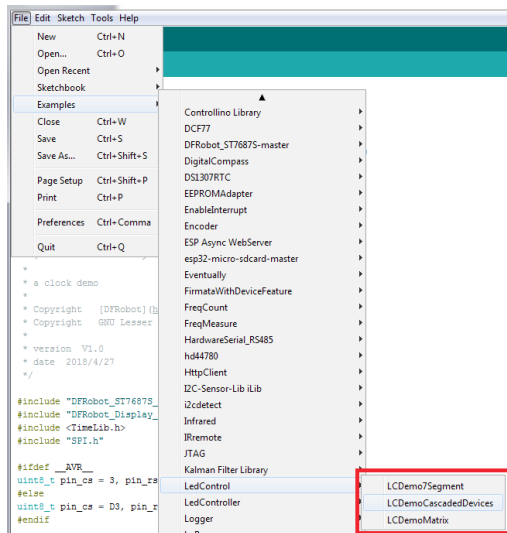 File Edit Sketch Tools Help
New Ctrl+N
Open... Ctrl+O
Open Recent
Sketchbook
Examples
Close Ctrl+W
Save Ctrl+S
Save As... Ctrl+Shift+S
Page Setup Ctrl+Shift+P
Print Ctrl+P
Preferences Ctrl+Comma
Quit Ctrl+Q
Controllino Library
DCF77
DFRobot_ST7687S-master
DigitalCompass
DS1307RTC
EEPROMAdapter
EnableInterrupt
Encoder
ESP Async WebServer
esp32-micro-sdcard-master
Eventually
FirmataWithDeviceFeature
FreqCount
FreqMeasure
HardwareSerial_RS485
hd44780
HttpClient
I2C-Sensor-Lib iLib
i2cdetect
Infrared
IRremote
JTAG
Kalman Filter Library
LedControl
LedController
Logger
LCDemo7Segment
LCDemoCascadedDevices
LCDemoMatrix
*
* a clock demo
*
* Copyright [DFRobot](h
* Copyright GNU Lesser
*
* version V1.0
* date 2018/4/27
*/
#include "DFRobot_ST7687S_
#include "DFRobot_Display_
#include <TimeLib.h>
#include "SPI.h"
#ifdef __AVR__
uint8_t pin_cs = 3, pin_rs
#else
uint8_t pin_cs = D3, pin_r
#endif